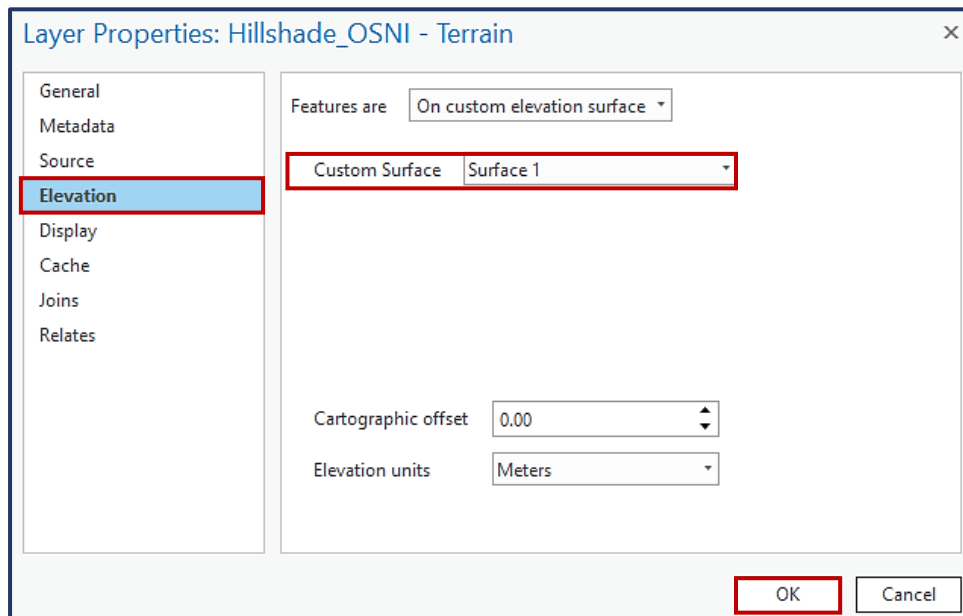 Layer Properties: Hillshade_OSNI - Terrain
General
Metadata
Source
Elevation
Display
Cache
Joins
Relates
Features are On custom elevation surface
Custom Surface Surface 1
Cartographic offset 0.00
Elevation units Meters
OK Cancel